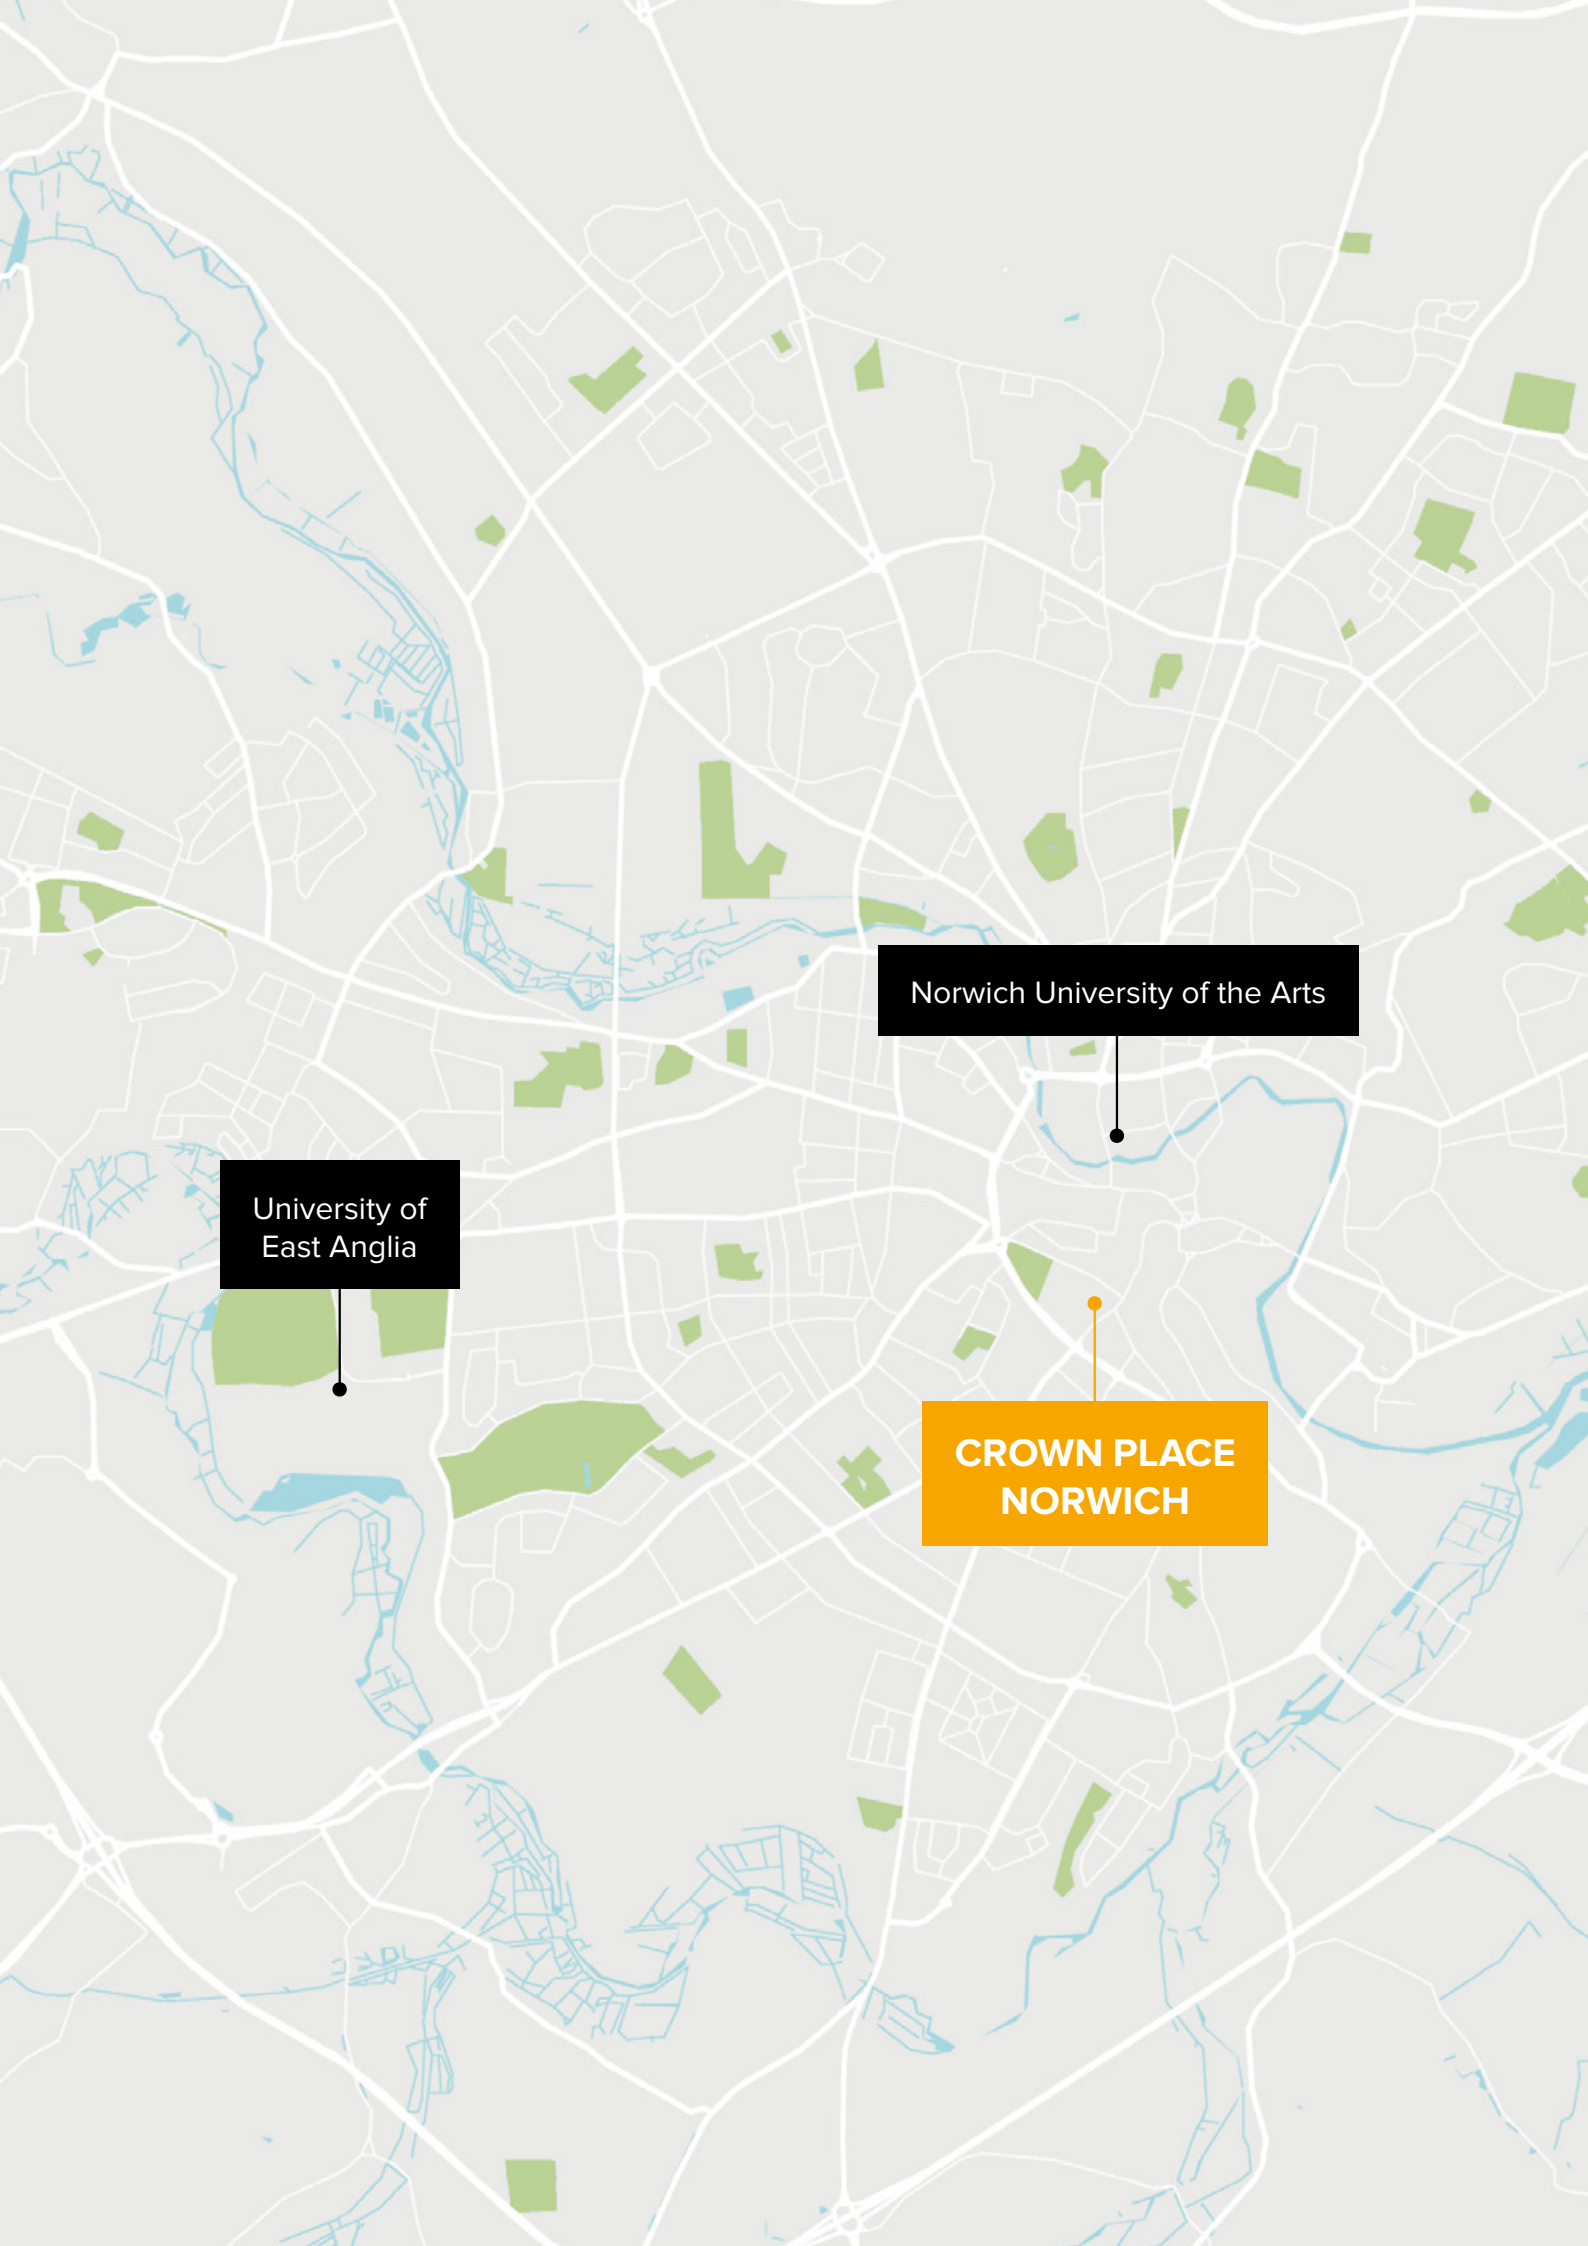 Norwich University of the Arts
University of
East Anglia
CROWN PLACE
NORWICH